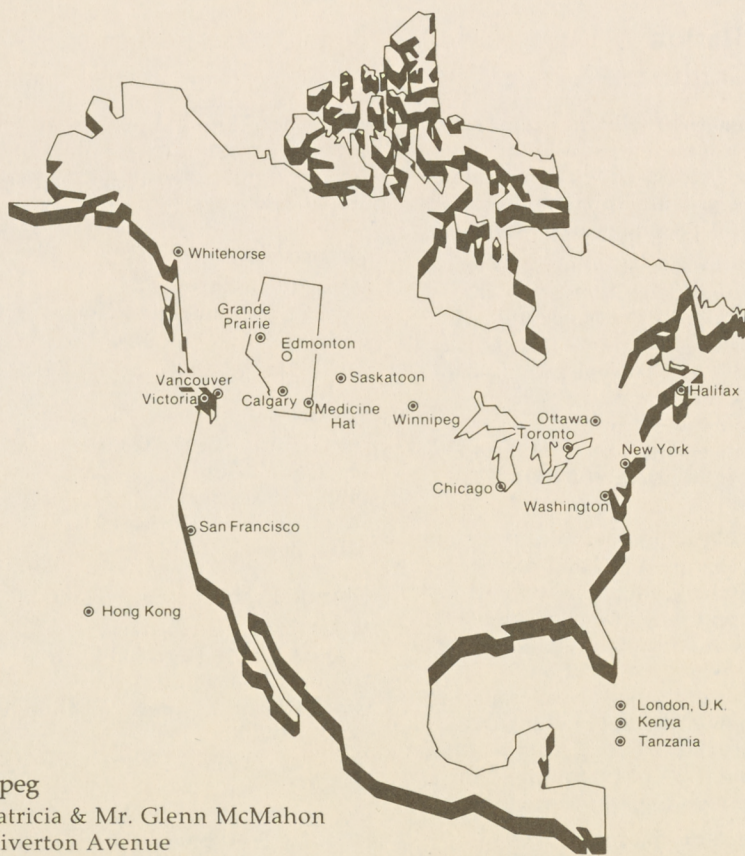 Whitehorse
Grande
Prairie
Edmonton
Vancouver
Victoria
Calgary
Medicine
Hat
Saskatoon
Winnipeg
Ottawa
Toronto
Halifax
New York
Chicago
Washington
San Francisco
Hong Kong
London, U.K.
Kenya
Tanzania
peg
atricia & Mr. Glenn McMahon
iverton Avenue